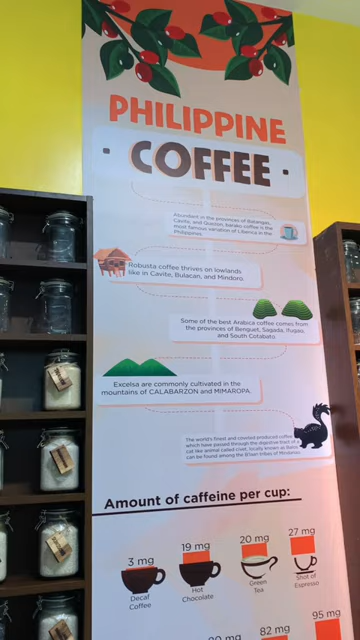 PHILIPPINE
· COFFEE ·
Abundant in the provinces of Batangas,
Cavite, and Quezon, barako coffee is the
most famous variation of Liberica in the
Philippines.
Robusta coffee thrives on lowlands
like in Cavite, Bulacan, and Mindoro.
Some of the best Arabica coffee comes from
the provinces of Benguet, Sagada, Ifugao,
and South Cotabato
Excelsa are commonly cultivated in the
mountains of CALABARZON and MIMAROPA.
The world's finest and coveted produced coffee
which have passed through the digestive tract of a
cat like animal called civet, locally known as
can be found among the B'laan tribes of Mindanao.
Amount of caffeine per cup:
3 mg
Decaf
Coffee
19 mg
Hot
Chocolate
20 mg
Green
Tea
27 mg
Shot of
Espresso
82 mg
95 mg